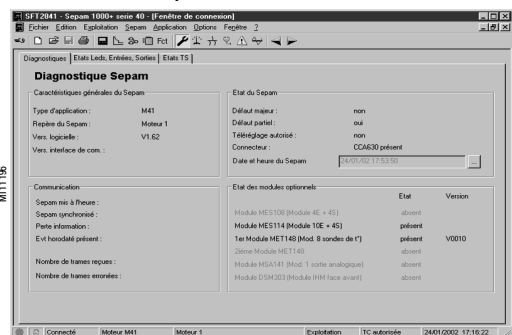 SFT2841 - Sepam 1000+ serie 40 - [Fenêtre de connexion]
Fichier Edition Exploitation Sepam Application Options Fenêtre ?
Fct
Diagnostiques Etats Leds, Entrées, Sorties Etats TS
Diagnostique Sepam
Caractéristiques générales du Sepam
Type d'application : M41
Repère du Sepam : Moteur 1
Vers. logicielle : V1.62
Vers. interface de com. :
Etat du Sepam
Défaut majeur : non
Défaut partiel : oui
Téléréglage autorisé : non
Connecteur : CCA630 présent
Date et heure du Sepam 24/01/02 17:53:50 ...
Communication
Sepam mis à l'heure :
Sepam synchronisé :
Perte information :
Evt horodaté présent :
Nombre de trames reçues :
Nombre de trames erronées :
Etat des modules optionnels
Etat Version
Module MES108 (Module 4E + 4S) absent
Module MES114 (Module 10E + 4S) présent
1er Module MET148 (Mod. 8 sondes de t°) présent V0010
2ième Module MET148 absent
Module MSA141 (Mod. 1 sortie analogique) absent
Module DSM303 (Module IHM face avant) absent
Connecté Moteur M41 Moteur 1 Exploitation TC autorisée 24/01/2002 17:16:22
MT11196